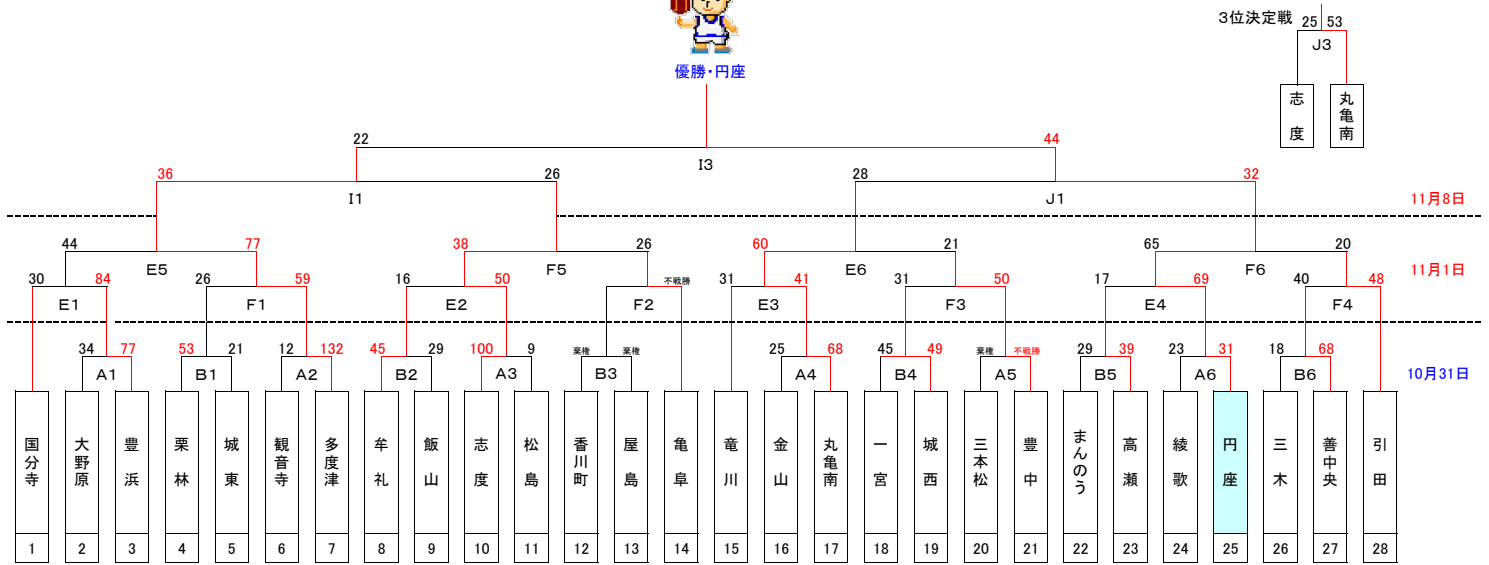 3位決定戦 25 53
J3
志度 丸亀南
優勝・円座
22 44
I3
36 26 28 32
I1 J1
11月8日
44 77 38 26 60 21 65 20
E5 F5 E6 F6
11月1日
30 84 26 59 16 50 不戦勝 31 41 31 50 17 69 40 48
E1 F1 E2 F2 E3 F3 E4 F4
34 77 53 21 12 132 45 29 100 9 棄権 棄権 25 68 45 49 棄権 不戦勝 29 39 23 31 18 68
A1 B1 A2 B2 A3 B3 A4 B4 A5 B5 A6 B6
10月31日
国分寺 大野原 豊浜 栗林 城東 観音寺 多度津 牟礼 飯山 志度 松島 香川町 屋島 亀阜 竜川 金山 丸亀南 一宮 城西 三本松 豊中 まんのう 高瀬 綾歌 円座 三木 善中央 引田
1 2 3 4 5 6 7 8 9 10 11 12 13 14 15 16 17 18 19 20 21 22 23 24 25 26 27 28